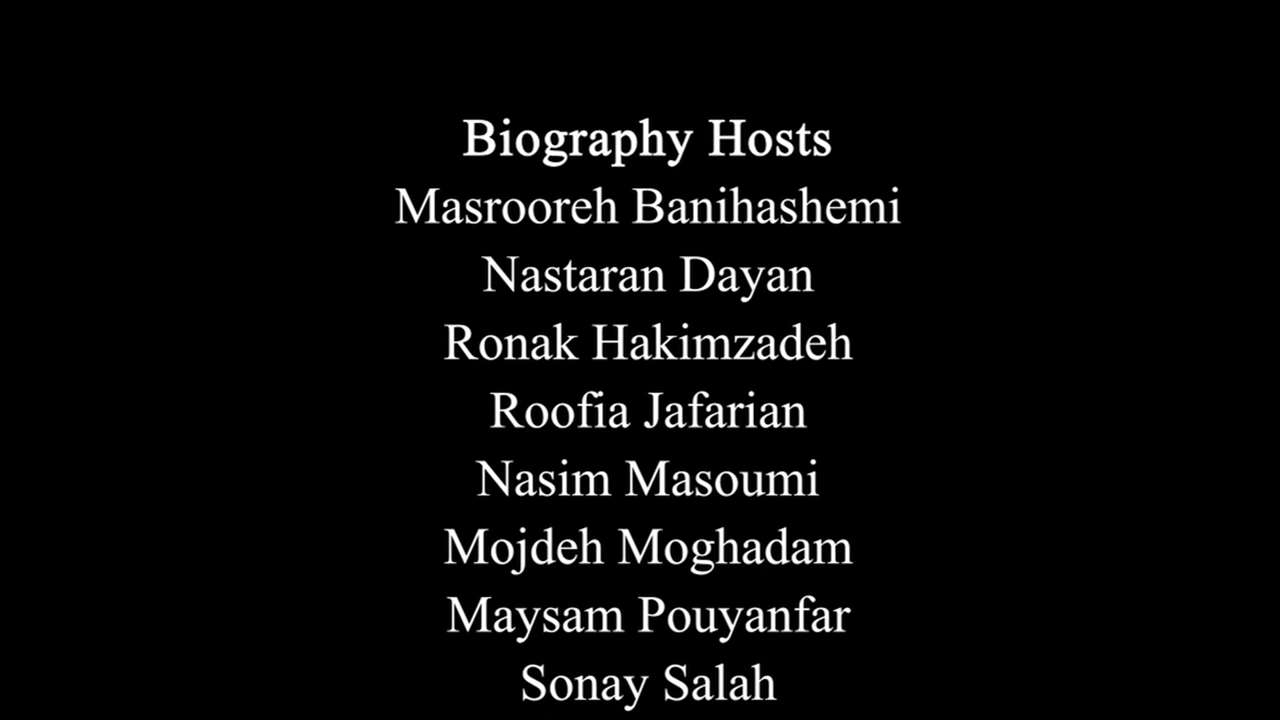 Biography Hosts
Masrooreh Banihashemi
Nastaran Dayan
Ronak Hakimzadeh
Roofia Jafarian
Nasim Masoumi
Mojdeh Moghadam
Maysam Pouyanfar
Sonay Salah